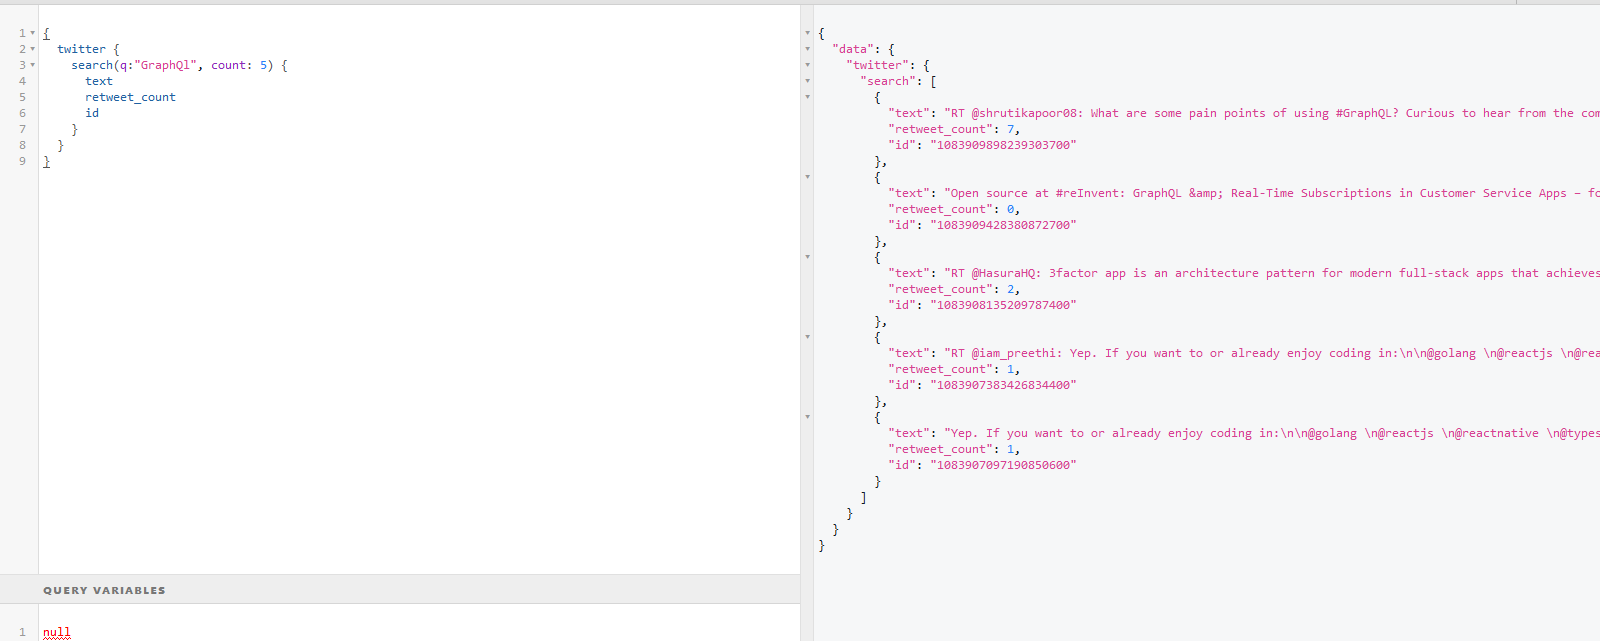 1 {
2 twitter {
3 search(q:"GraphQl", count: 5) {
4 text
5 retweet_count
6 id
7 }
8 }
9 }
QUERY VARIABLES
1 null
{
"data": {
"twitter": {
"search": [
{
"text": "RT @shrutikapoor08: What are some pain points of using #GraphQL? Curious to hear from the com
"retweet_count": 7,
"id": "1083909898239303700"
},
{
"text": "Open source at #reInvent: GraphQL &amp; Real-Time Subscriptions in Customer Service Apps – fo
"retweet_count": 0,
"id": "1083909428380872700"
},
{
"text": "RT @HasuraHQ: 3factor app is an architecture pattern for modern full-stack apps that achieves
"retweet_count": 2,
"id": "1083908135209787400"
},
{
"text": "RT @iam_preethi: Yep. If you want to or already enjoy coding in:\n\n@golang \n@reactjs \n@rea
"retweet_count": 1,
"id": "1083907383426834400"
},
{
"text": "Yep. If you want to or already enjoy coding in:\n\n@golang \n@reactjs \n@reactnative \n@types
"retweet_count": 1,
"id": "1083907097190850600"
}
]
}
}
}